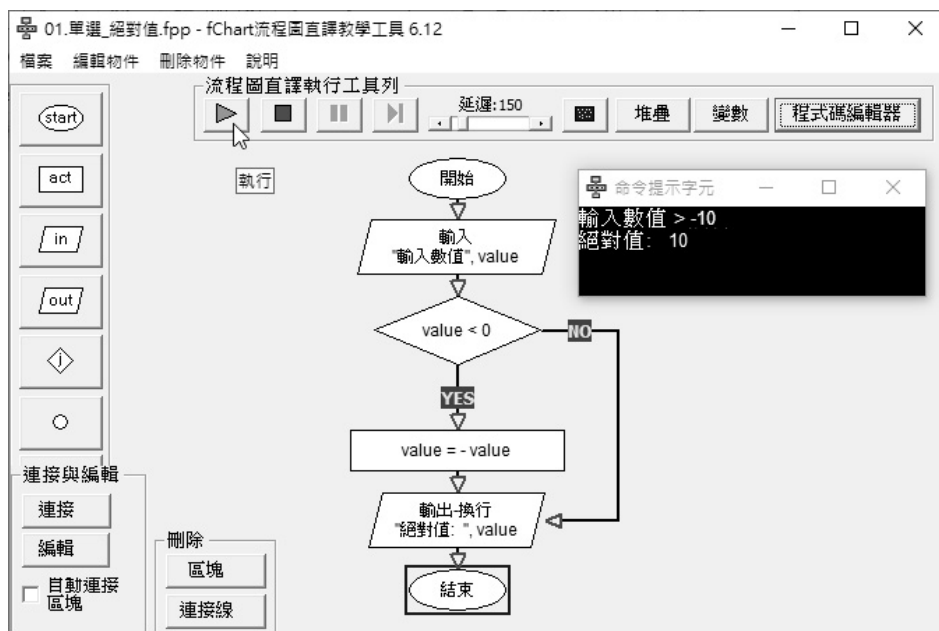 01.單選_絕對值.fpp - fChart流程圖直譯教學工具 6.12
檔案 編輯物件 刪除物件 說明
流程圖直譯執行工具列
延遲:150
堆疊 變數 程式碼編輯器
執行
start
act
in
out
i
連接與編輯
連接
編輯
自動連接
區塊
刪除
區塊
連接線
開始
輸入
"輸入數值", value
value < 0
NO
YES
value = - value
輸出-換行
"絕對值: ", value
結束
命令提示字元
輸入數值 > -10
絕對值: 10